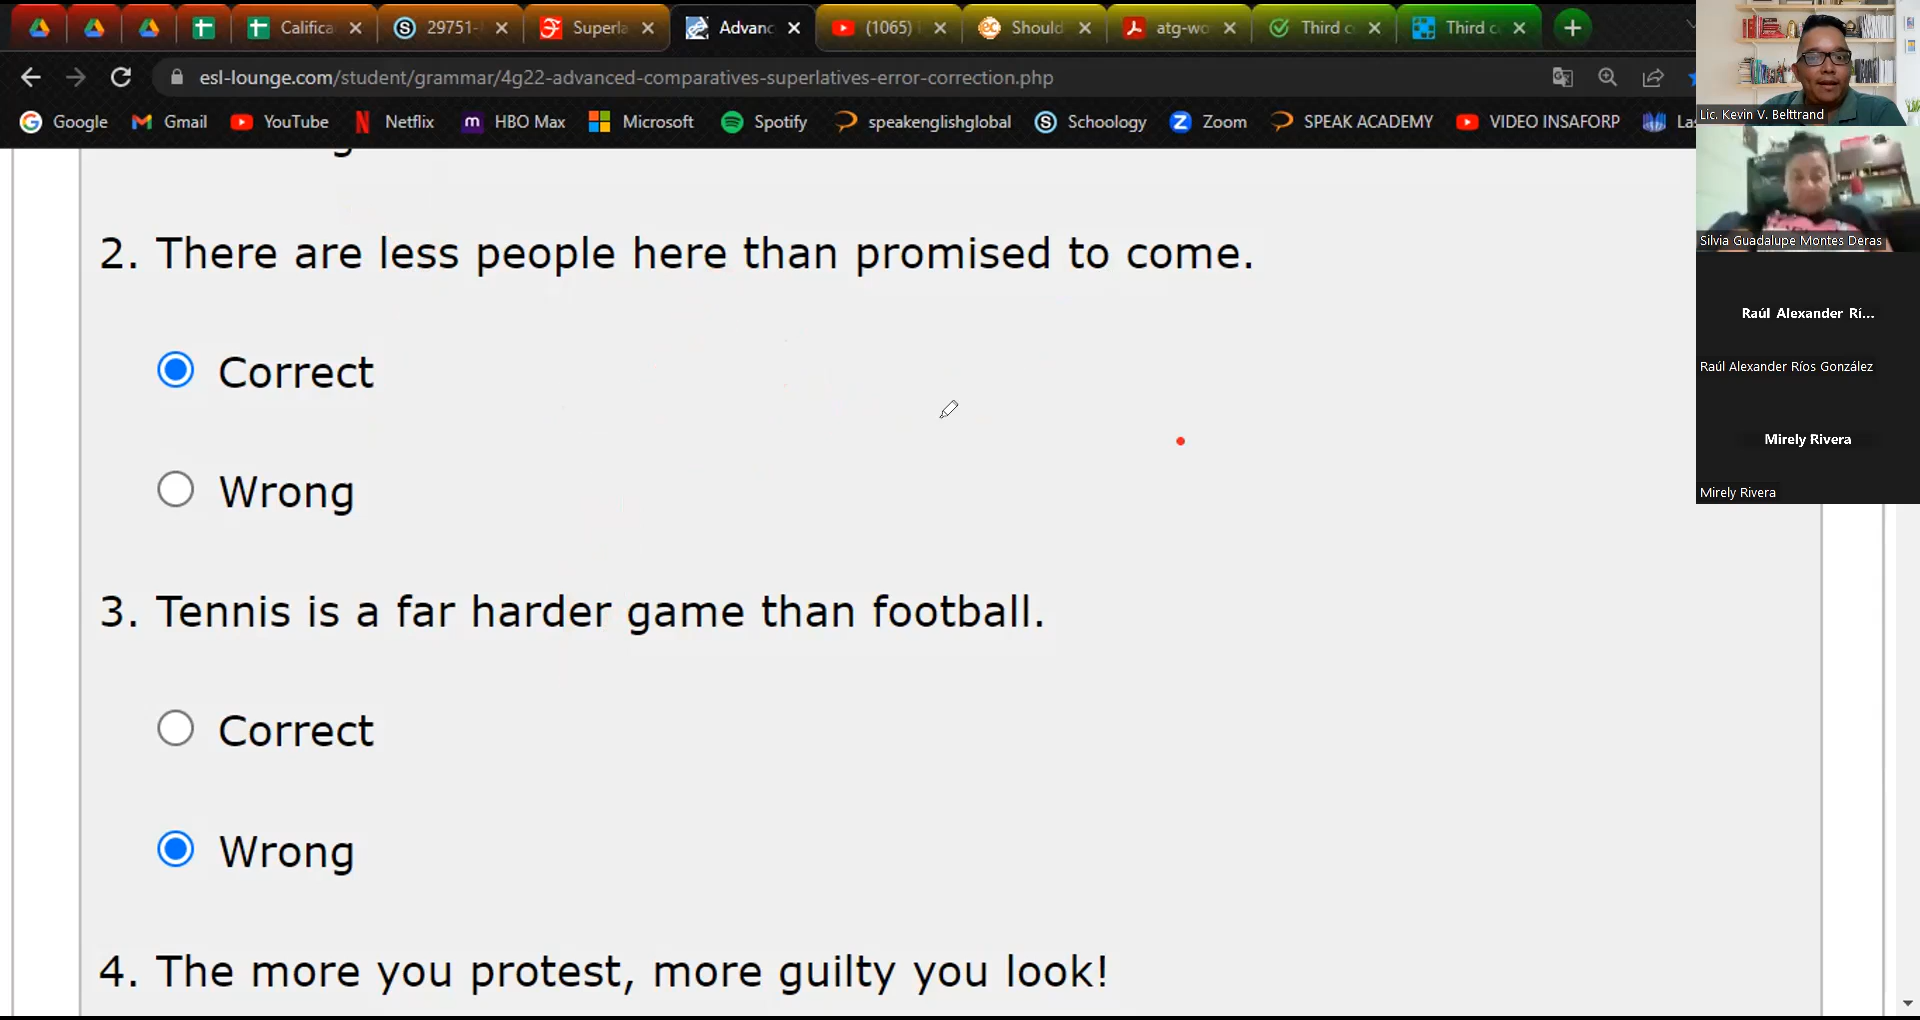 Califica
29751-
Superla
Advanc
(1065)
Should
atg-wo
Third c
Third c
esl-lounge.com/student/grammar/4g22-advanced-comparatives-superlatives-error-correction.php
Google
Gmail
YouTube
Netflix
HBO Max
Microsoft
Spotify
speakenglishglobal
Schoology
Zoom
SPEAK ACADEMY
VIDEO INSAFORP
La
Lic. Kevin V. Belttrand
Silvia Guadalupe Montes Deras
Raúl Alexander Rí...
Raúl Alexander Ríos González
Mirely Rivera
Mirely Rivera
2. There are less people here than promised to come.
Correct
Wrong
3. Tennis is a far harder game than football.
Correct
Wrong
4. The more you protest, more guilty you look!